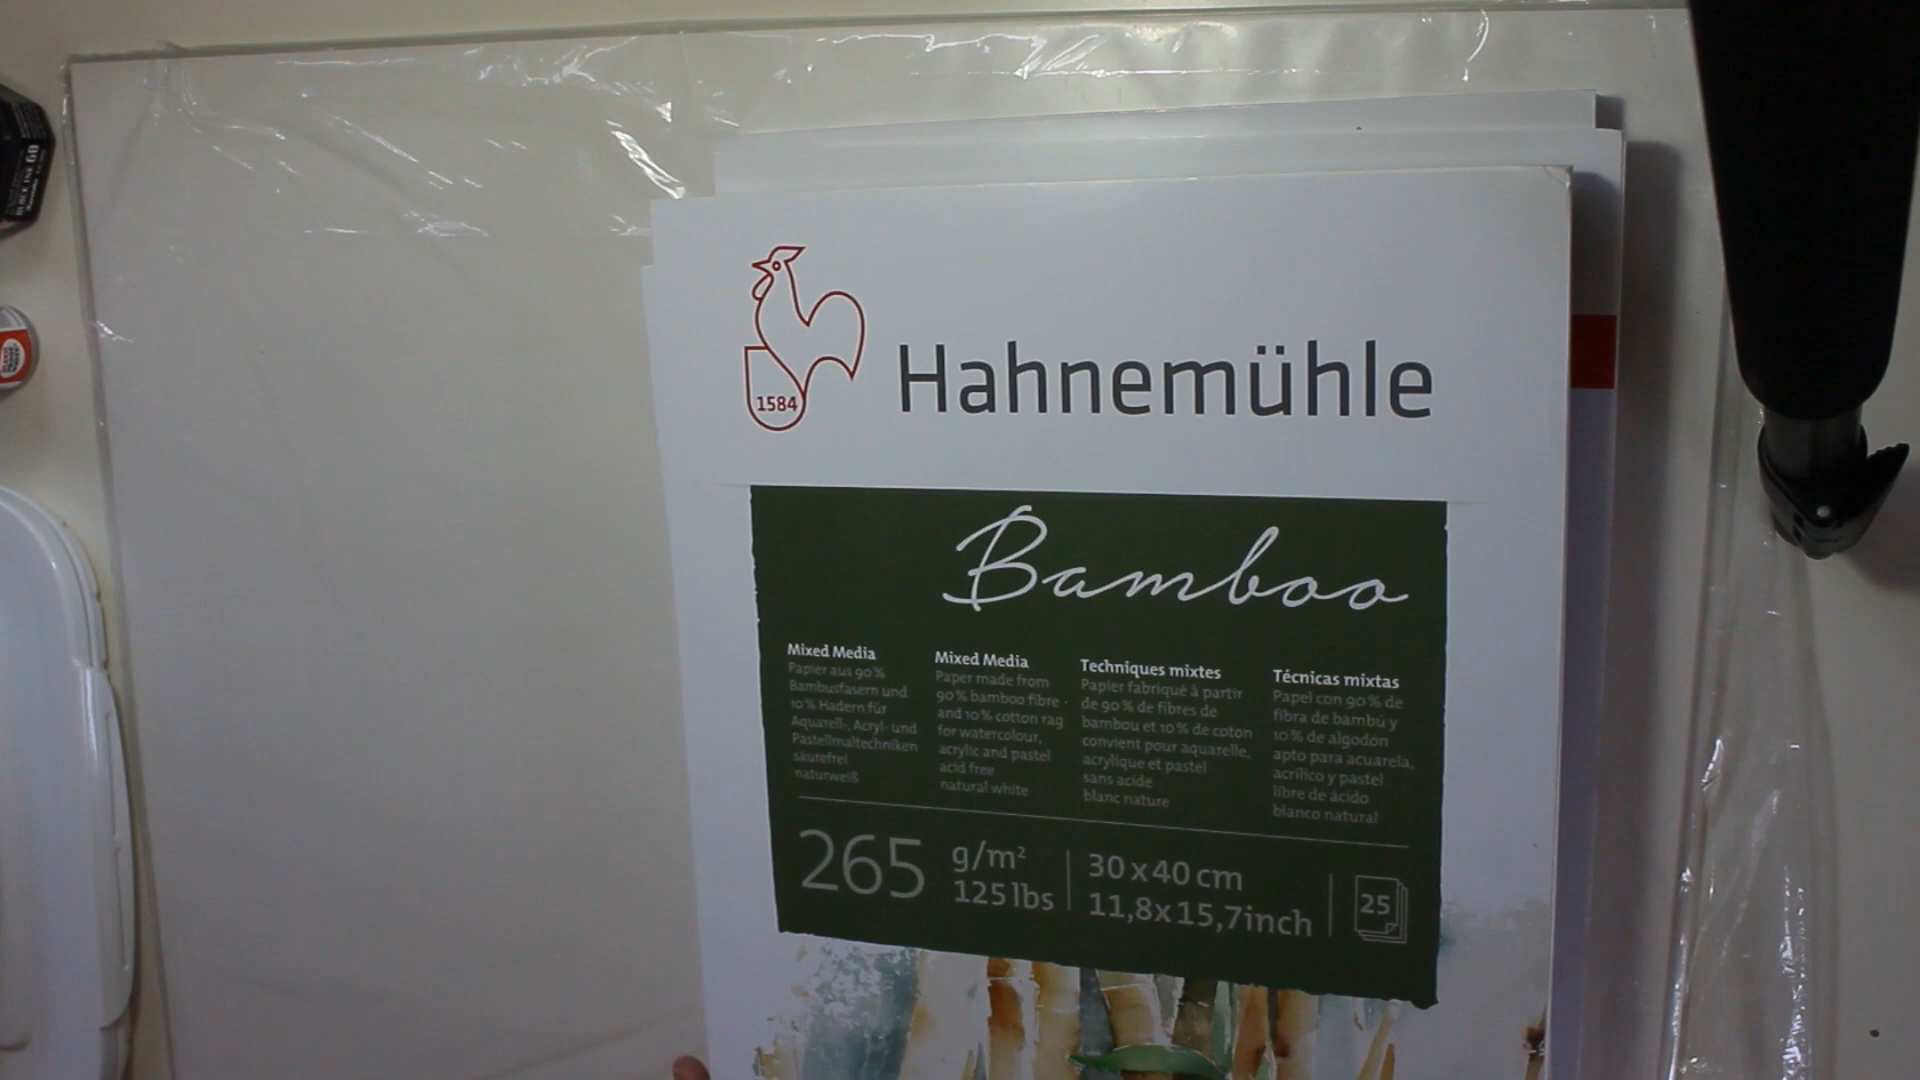 1584
Hahnemühle
Bamboo
Mixed Media
Papier aus 90 %
Bambusfasern und
10 % Hadern für
Aquarell-, Acryl- und
Pastellmaltechniken
säurefrei
naturweiß
Mixed Media
Paper made from
90 % bamboo fibre
and 10 % cotton rag
for watercolour,
acrylic and pastel
acid free
natural white
Techniques mixtes
Papier fabriqué à partir
de 90 % de fibres de
bambou et 10 % de coton
convient pour aquarelle,
acrylique et pastel
sans acide
blanc nature
Técnicas mixtas
Papel con 90 % de
fibra de bambú y
10 % de algodón
apto para acuarela,
acrílico y pastel
libre de ácido
blanco natural
265 g/m²
125 lbs
30 x 40 cm
11,8x15,7inch
25
BLACK INK 60